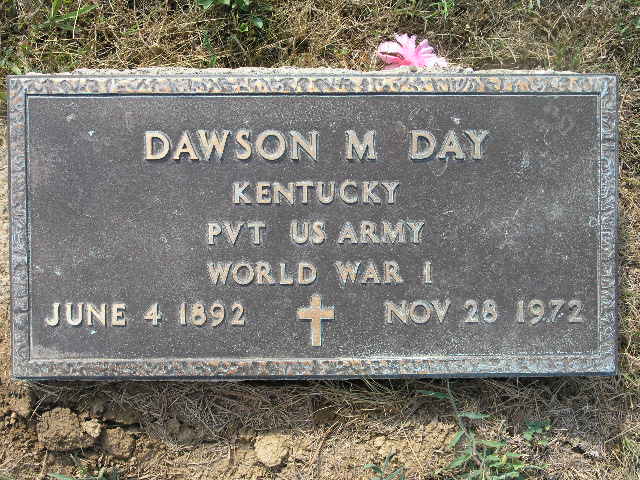 DAWSON M DAY
KENTUCKY
PVT US ARMY
WORLD WAR I
JUNE 4 1892 NOV 28 1972